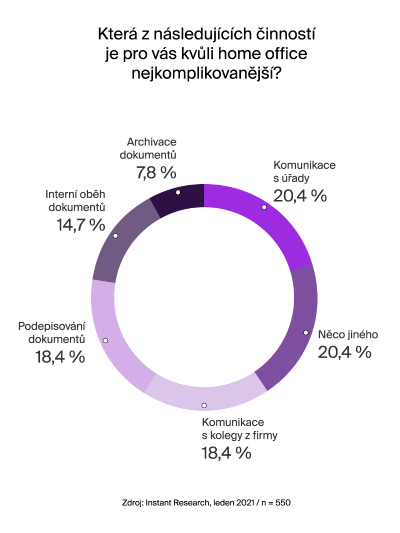 Která z následujících činností
je pro vás kvůli home office
nejkomplikovanější?
Archivace
dokumentů
7,8 %
Komunikace
s úřady
20,4 %
Interní oběh
dokumentů
14,7 %
Podepisování
dokumentů
18,4 %
Něco jiného
20,4 %
Komunikace
s kolegy z firmy
18,4 %
Zdroj: Instant Research, leden 2021 / n = 550